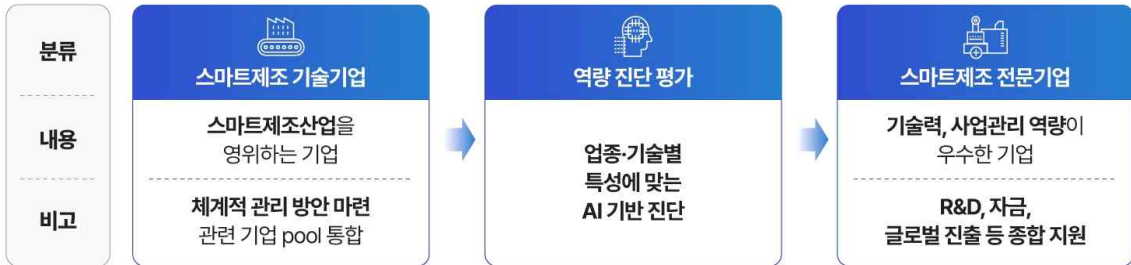 분류
내용
비고
스마트제조 기술기업
스마트제조산업을
영위하는 기업
체계적 관리 방안 마련
관련 기업 pool 통합
역량 진단 평가
업종·기술별
특성에 맞는
AI 기반 진단
스마트제조 전문기업
기술력, 사업관리 역량이
우수한 기업
R&D, 자금,
글로벌 진출 등 종합 지원